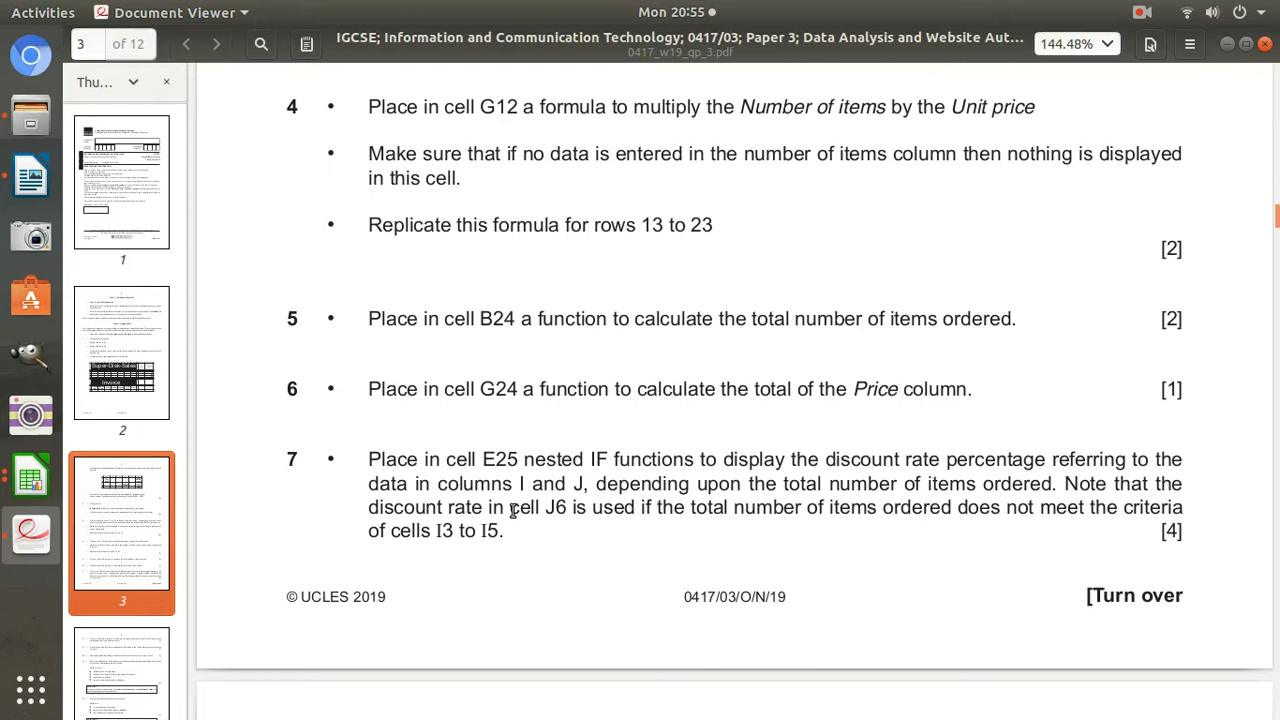 Activities Document Viewer Mon 20:55
3 of 12 IGCSE; Information and Communication Technology; 0417/03; Paper 3; Data Analysis and Website Aut... 144.48%
0417_w19_qp_3.pdf
Thu...
1
2
3
4 • Place in cell G12 a formula to multiply the Number of items by the Unit price
• Make sure that if no data is entered in the number of items column then nothing is displayed
in this cell.
• Replicate this formula for rows 13 to 23
[2]
5 • Place in cell B24 a function to calculate the total number of items ordered. [2]
6 • Place in cell G24 a function to calculate the total of the Price column. [1]
7 • Place in cell E25 nested IF functions to display the discount rate percentage referring to the
data in columns I and J, depending upon the total number of items ordered. Note that the
discount rate in cell J6 is used if the total number of items ordered does not meet the criteria
of cells I3 to I5. [4]
© UCLES 2019 0417/03/O/N/19 [Turn over
Super-Disk-Sales
Invoice